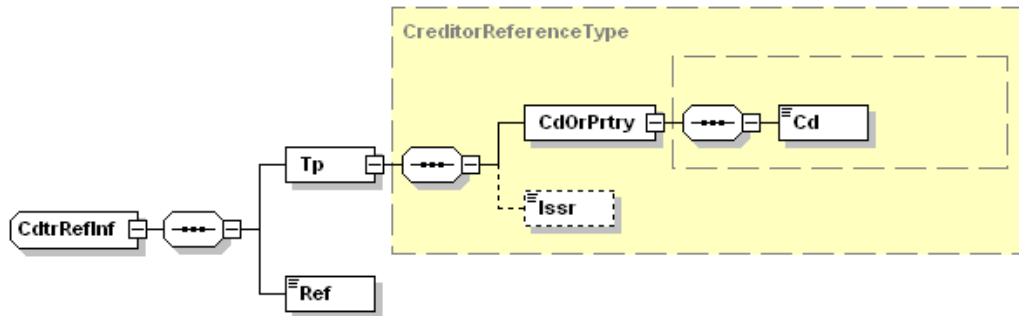 CreditorReferenceType
CdOrPrtry
Cd
Tp
Issr
CdtrRefInf
Ref